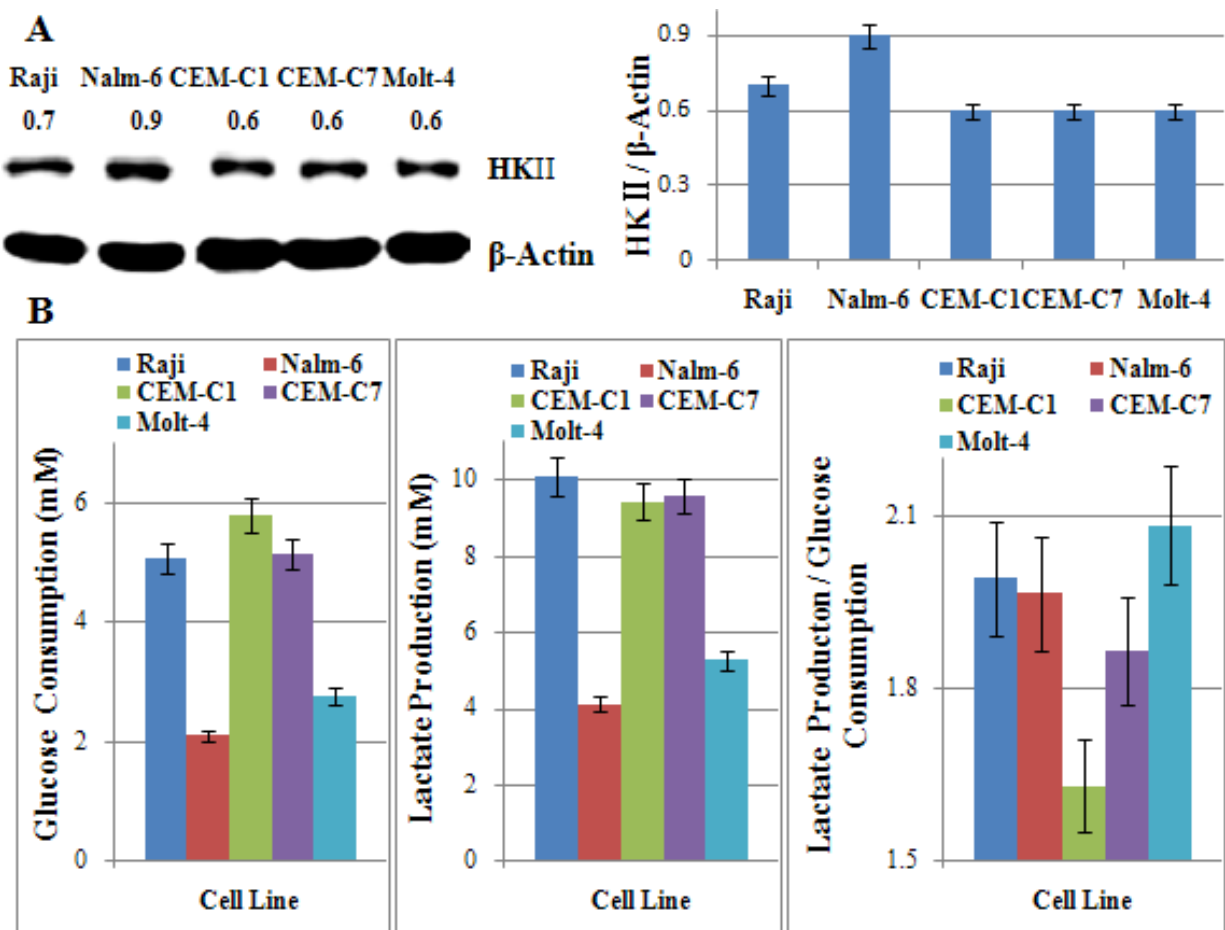 A
Raji Nalm-6 CEM-C1 CEM-C7 Molt-4
0.7 0.9 0.6 0.6 0.6
HKII
β-Actin
HK II / β-Actin
0.9
0.6
0.3
0
Raji Nalm-6 CEM-C1 CEM-C7 Molt-4
B
Raji Nalm-6
CEM-C1 CEM-C7
Molt-4
Glucose Consumption (mM)
6
4
2
0
Cell Line
Raji Nalm-6
CEM-C1 CEM-C7
Molt-4
Lactate Production (mM)
10
8
6
4
2
0
Cell Line
Raji Nalm-6
CEM-C1 CEM-C7
Molt-4
Lactate Producton / Glucose
Consumption
2.1
1.8
1.5
Cell Line